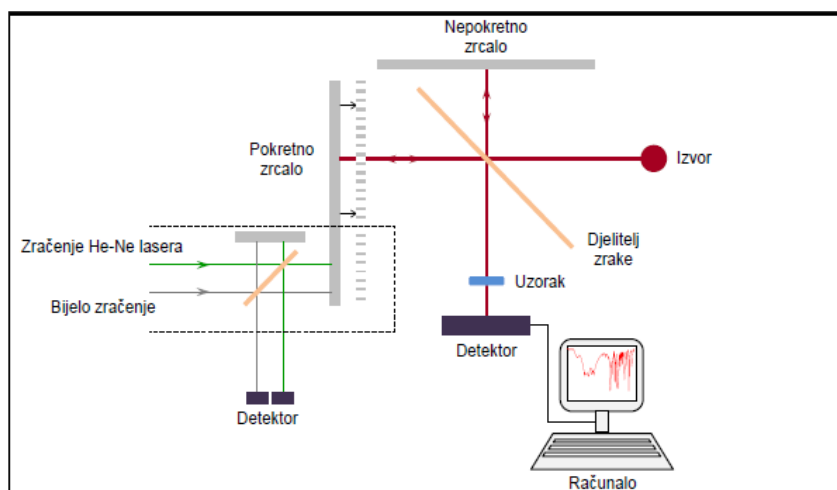 Nepokretno
zrcalo
Pokretno
zrcalo
Izvor
Djelitelj
zrake
Zračenje He-Ne lasera
Bijelo zračenje
Uzorak
Detektor
Detektor
Računalo